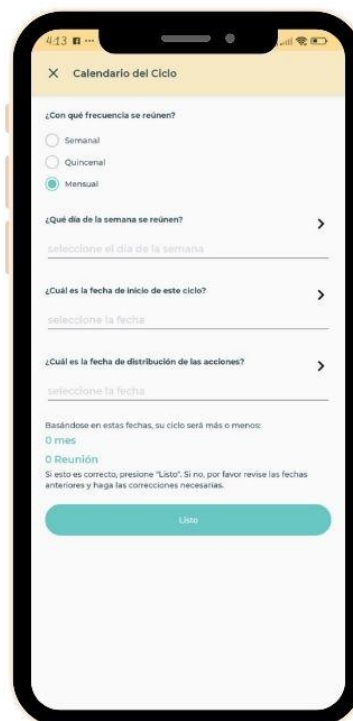 4:13
X Calendario del Ciclo
¿Con qué frecuencia se reúnen?
Semanal
Quincenal
Mensual
¿Qué día de la semana se reúnen?
seleccione el día de la semana
¿Cuál es la fecha de inicio de este ciclo?
seleccione la fecha
¿Cuál es la fecha de distribución de las acciones?
seleccione la fecha
Basándose en estas fechas, su ciclo será más o menos:
0 mes
0 Reunión
Si esto es correcto, presione "Listo". Si no, por favor revise las fechas
anteriores y haga las correcciones necesarias.
Listo